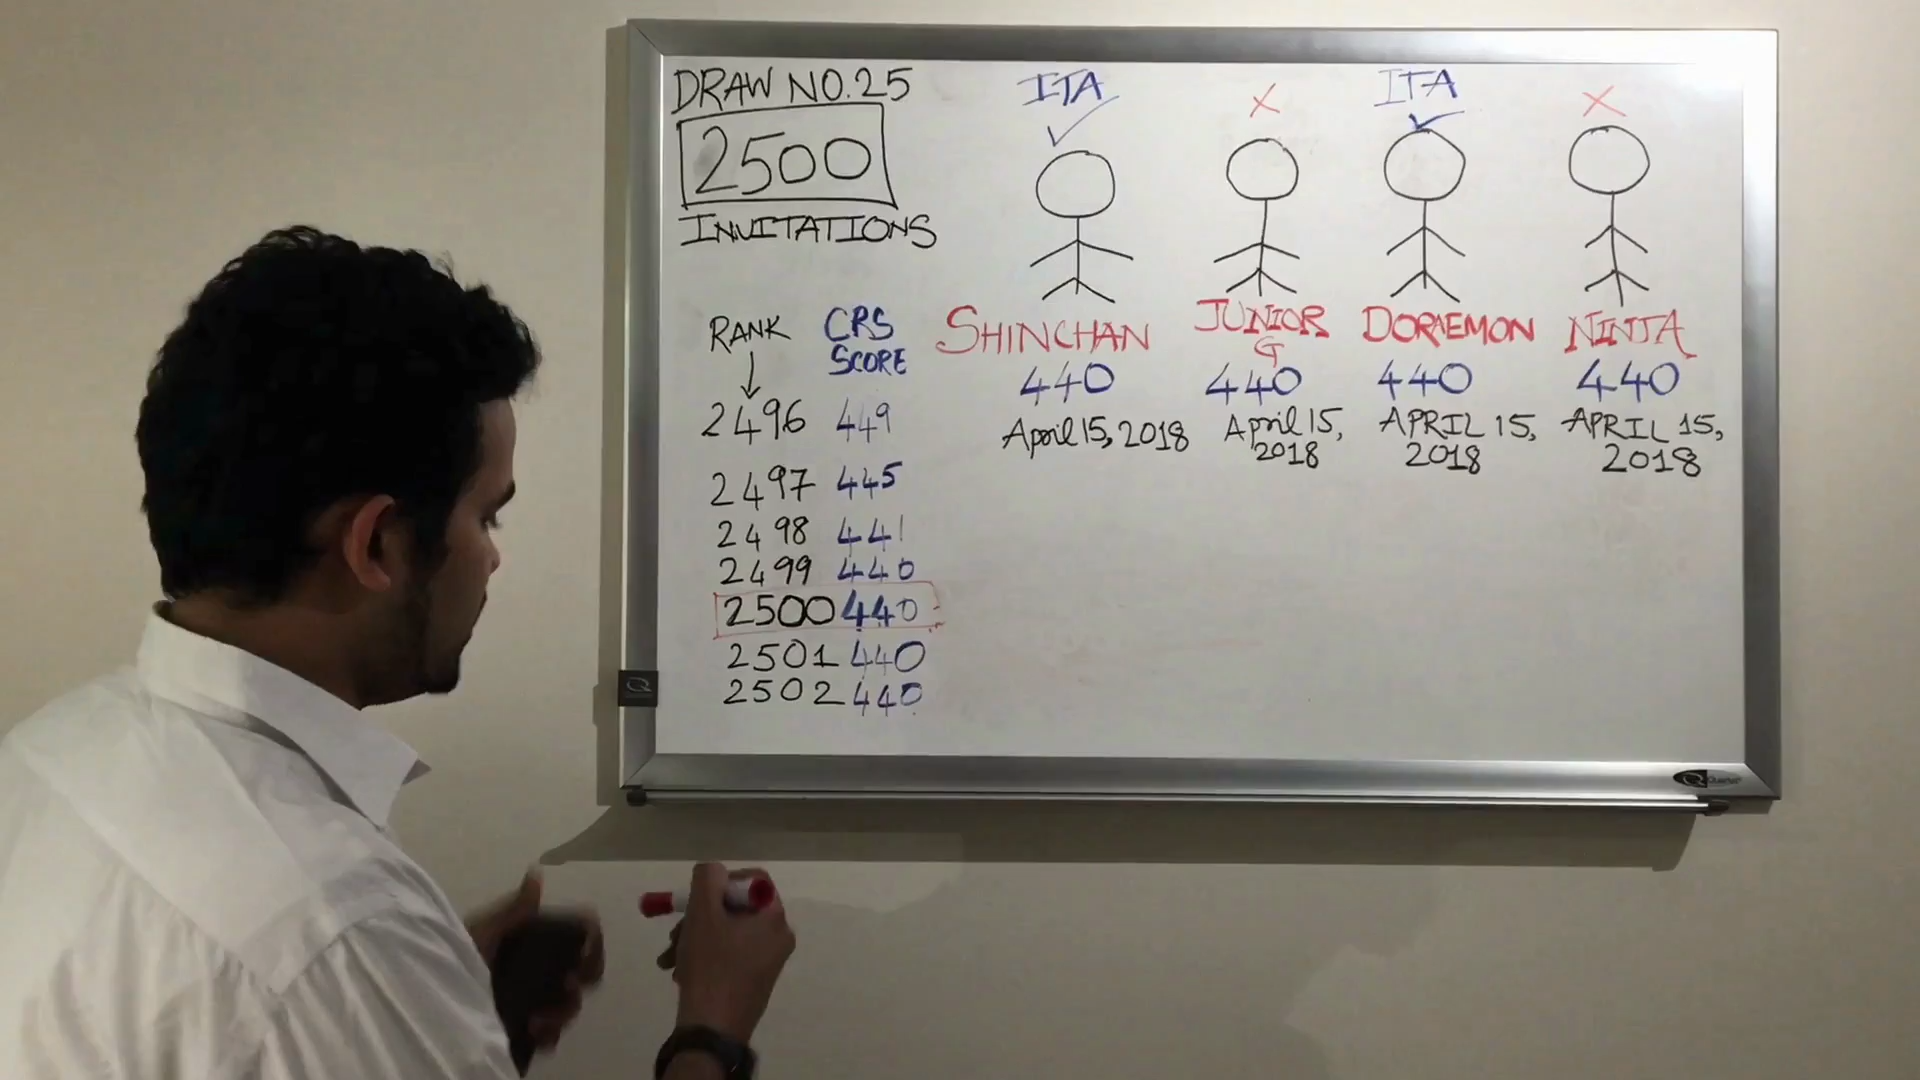 DRAW NO.25
2500
INVITATIONS
RANK CRS SCORE
2496 449
2497 445
2498 441
2499 440
2500 440
2501 440
2502 440
ITA X ITA X
SHINCHAN
440
April 15, 2018
JUNIOR
G
440
April 15,
2018
DORAEMON
440
APRIL 15,
2018
NINJA
440
APRIL 15,
2018
Q
Quartet